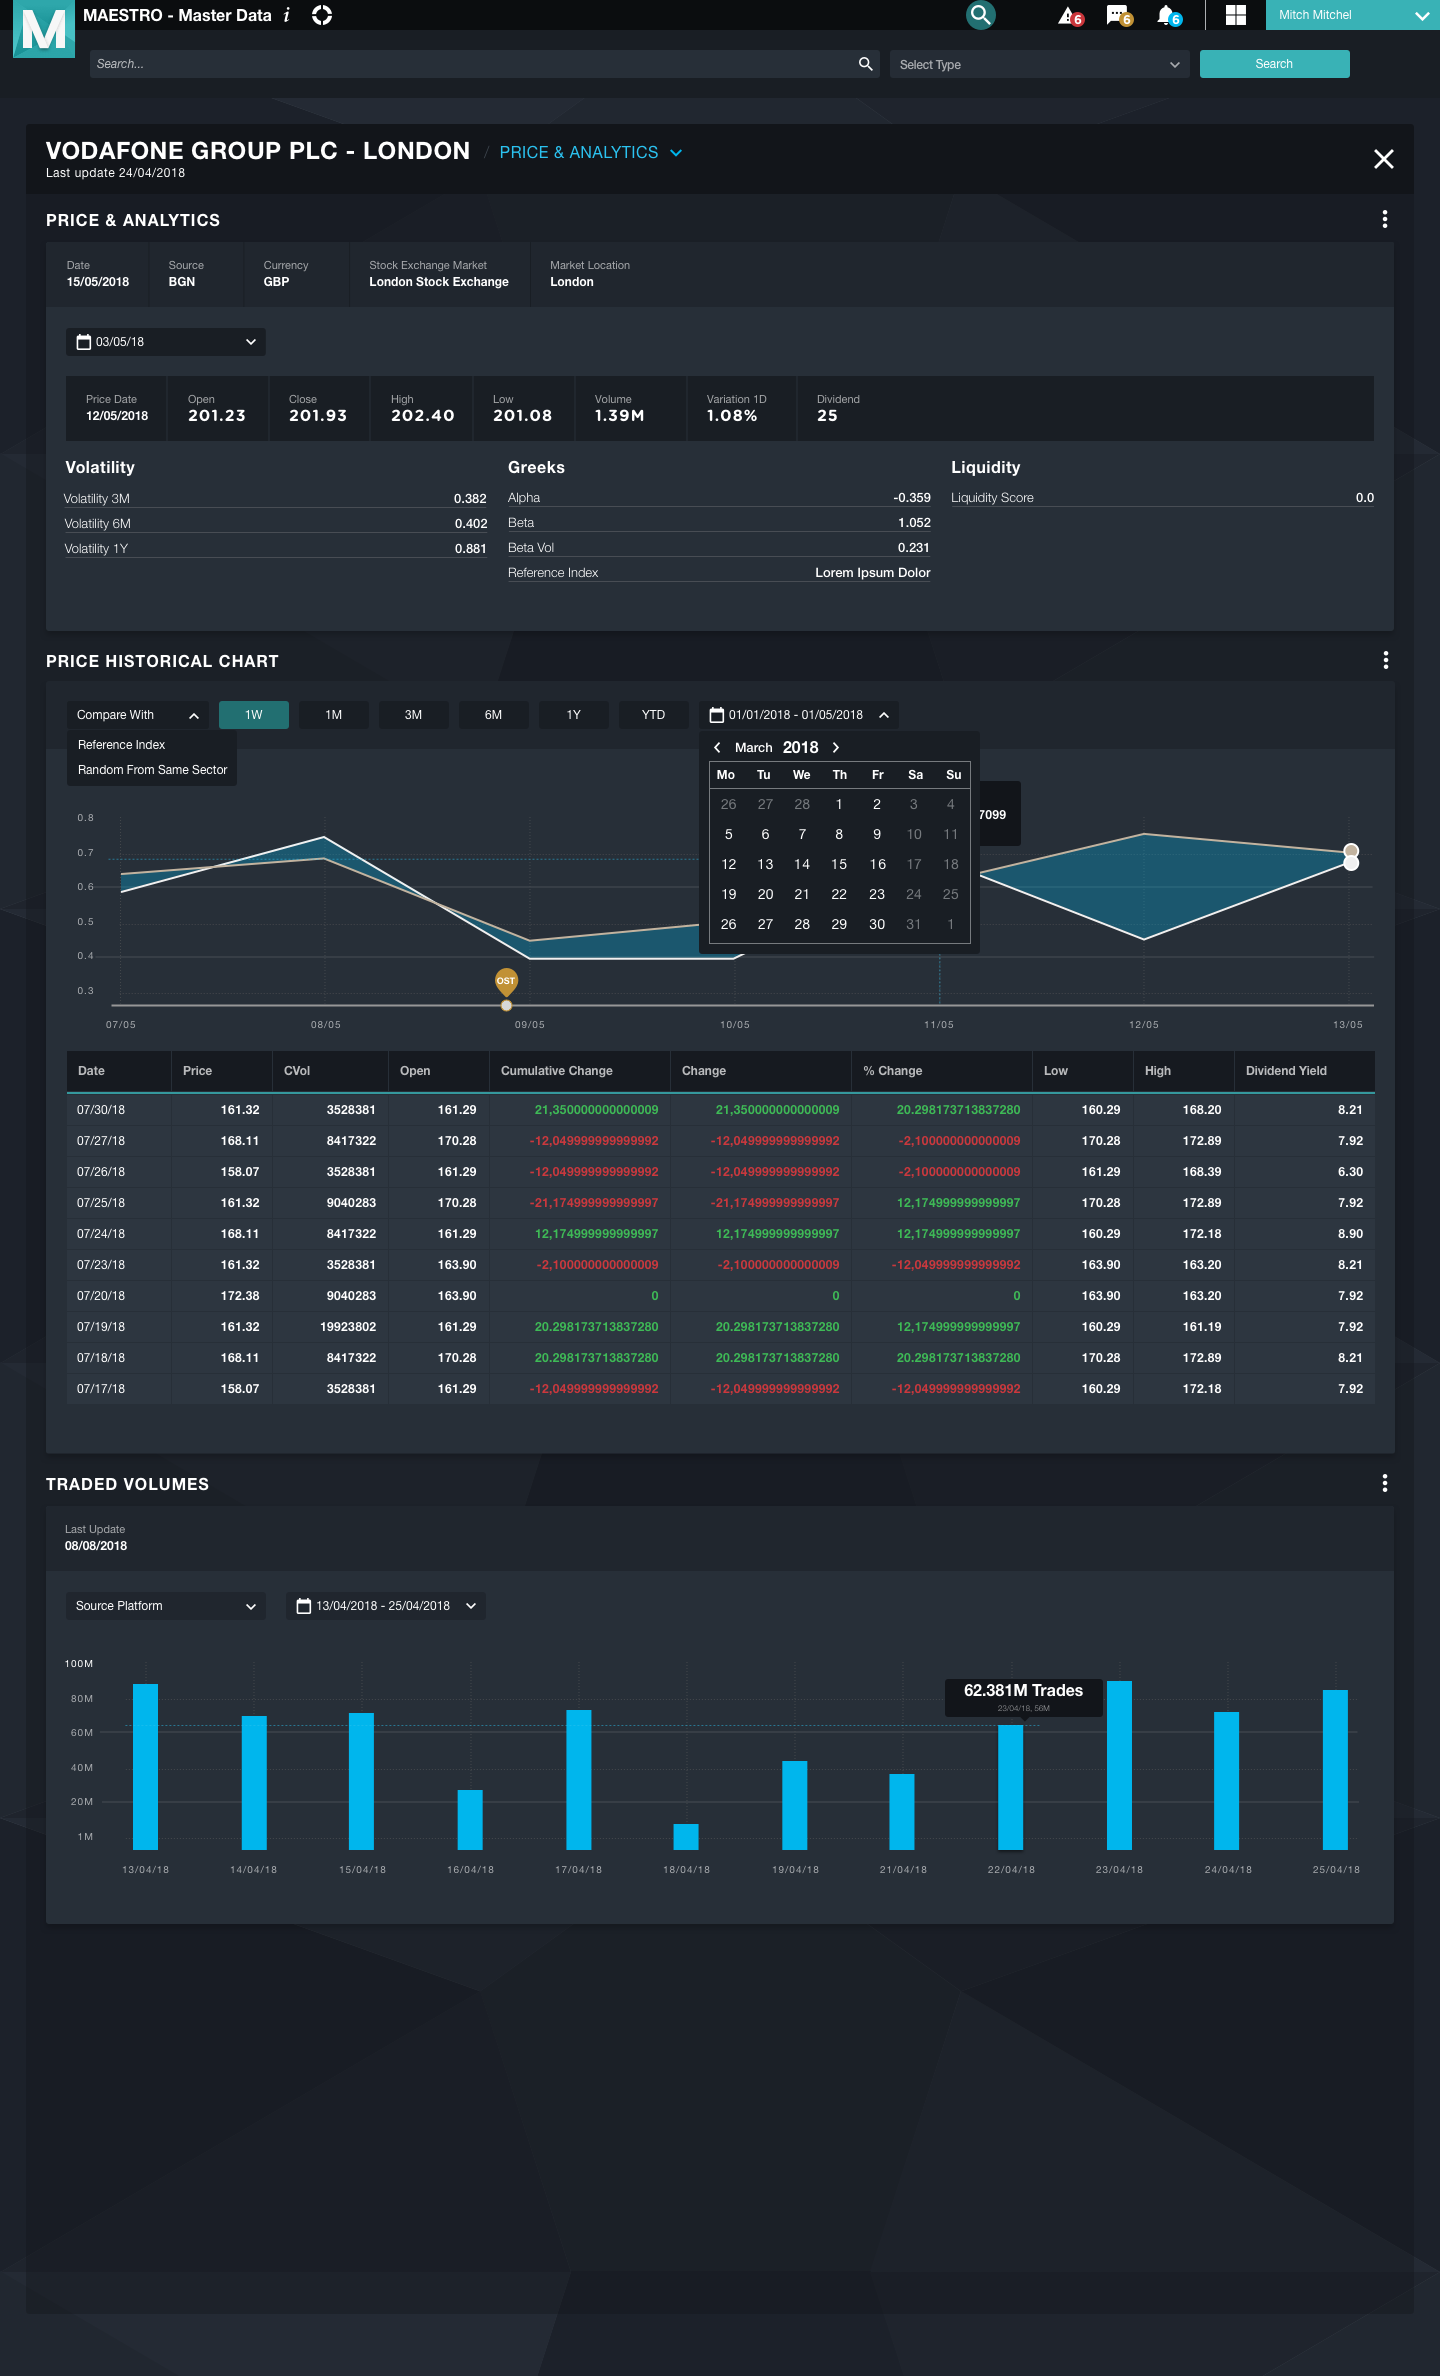 M MAESTRO - Master Data i 6 6 6 Mitch Mitchel
Search... Select Type Search
VODAFONE GROUP PLC - LONDON / PRICE & ANALYTICS
Last update 24/04/2018
PRICE & ANALYTICS
Date Source Currency Stock Exchange Market Market Location
15/05/2018 BGN GBP London Stock Exchange London
03/05/18
Price Date Open Close High Low Volume Variation 1D Dividend
12/05/2018 201.23 201.93 202.40 201.08 1.39M 1.08% 25
Volatility Greeks Liquidity
Volatility 3M 0.382 Alpha -0.359 Liquidity Score 0.0
Volatility 6M 0.402 Beta 1.052
Volatility 1Y 0.881 Beta Vol 0.231
Reference Index Lorem Ipsum Dolor
PRICE HISTORICAL CHART
Compare With 1W 1M 3M 6M 1Y YTD 01/01/2018 - 01/05/2018
Reference Index
Random From Same Sector
March 2018
Mo Tu We Th Fr Sa Su
26 27 28 1 2 3 4
5 6 7 8 9 10 11
12 13 14 15 16 17 18
19 20 21 22 23 24 25
26 27 28 29 30 31 1
7099
0.8
0.7
0.6
0.5
0.4
0.3
OST
07/05 08/05 09/05 10/05 11/05 12/05 13/05
Date Price CVol Open Cumulative Change Change % Change Low High Dividend Yield
07/30/18 161.32 3528381 161.29 21,350000000000009 21,350000000000009 20.298173713837280 160.29 168.20 8.21
07/27/18 168.11 8417322 170.28 -12,049999999999992 -12,049999999999992 -2,100000000000009 170.28 172.89 7.92
07/26/18 158.07 3528381 161.29 -12,049999999999992 -12,049999999999992 -2,100000000000009 161.29 168.39 6.30
07/25/18 161.32 9040283 170.28 -21,174999999999997 -21,174999999999997 12,174999999999997 170.28 172.89 7.92
07/24/18 168.11 8417322 161.29 12,174999999999997 12,174999999999997 12,174999999999997 160.29 172.18 8.90
07/23/18 161.32 3528381 163.90 -2,100000000000009 -2,100000000000009 -12,049999999999992 163.90 163.20 8.21
07/20/18 172.38 9040283 163.90 0 0 0 163.90 163.20 7.92
07/19/18 161.32 19923802 161.29 20.298173713837280 20.298173713837280 12,174999999999997 160.29 161.19 7.92
07/18/18 168.11 8417322 170.28 20.298173713837280 20.298173713837280 20.298173713837280 170.28 172.89 8.21
07/17/18 158.07 3528381 161.29 -12,049999999999992 -12,049999999999992 -12,049999999999992 160.29 172.18 7.92
TRADED VOLUMES
Last Update
08/08/2018
Source Platform 13/04/2018 - 25/04/2018
100M
80M
60M
40M
20M
1M
62.381M Trades
23/04/18, 56M
13/04/18 14/04/18 15/04/18 16/04/18 17/04/18 18/04/18 19/04/18 21/04/18 22/04/18 23/04/18 24/04/18 25/04/18